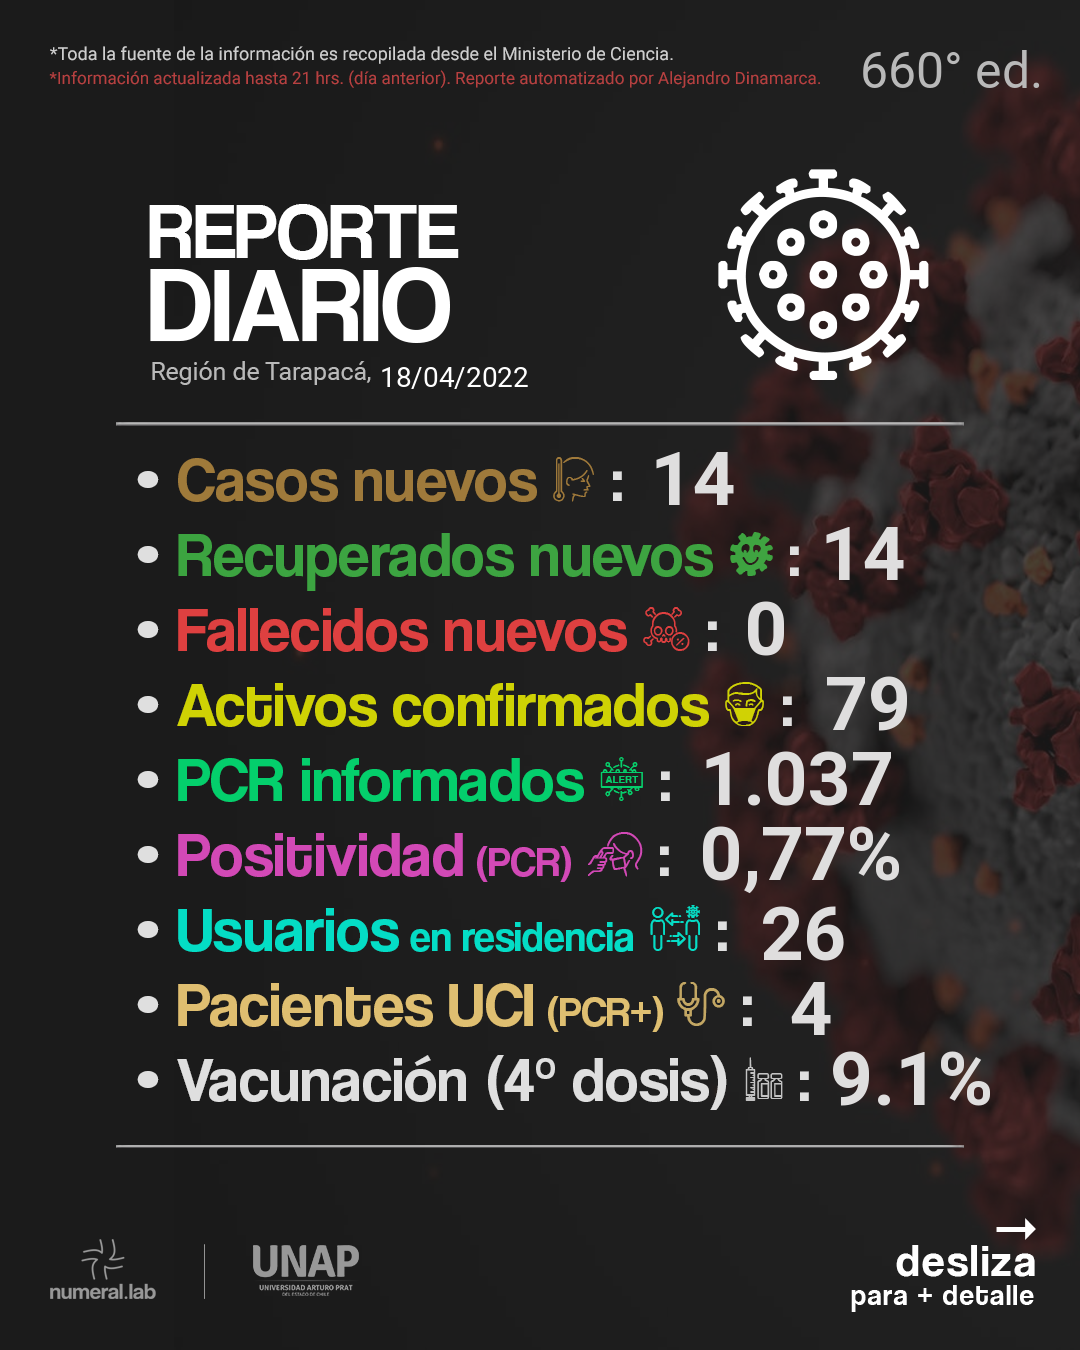 *Toda la fuente de la información es recopilada desde el Ministerio de Ciencia.
*Información actualizada hasta 21 hrs. (día anterior). Reporte automatizado por Alejandro Dinamarca.
660° ed.
REPORTE
DIARIO
Región de Tarapacá, 18/04/2022
• Casos nuevos : 14
• Recuperados nuevos : 14
• Fallecidos nuevos : 0
• Activos confirmados : 79
• PCR informados ALERT : 1.037
• Positividad (PCR) : 0,77%
• Usuarios en residencia : 26
• Pacientes UCI (PCR+) : 4
• Vacunación (4º dosis) : 9.1%
numeral.lab
UNAP
UNIVERSIDAD ARTURO PRAT
DEL ESTADO DE CHILE
desliza
para + detalle